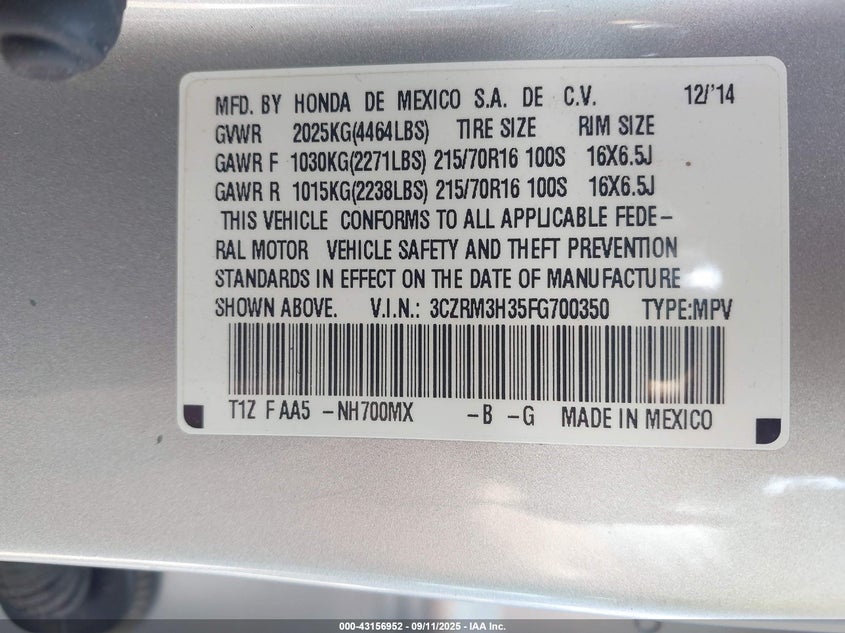 MFD. BY HONDA DE MEXICO S.A. DE C.V. 12/'14
GVWR 2025KG(4464LBS) TIRE SIZE RIM SIZE
GAWR F 1030KG(2271LBS) 215/70R16 100S 16X6.5J
GAWR R 1015KG(2238LBS) 215/70R16 100S 16X6.5J
THIS VEHICLE CONFORMS TO ALL APPLICABLE FEDE-
RAL MOTOR VEHICLE SAFETY AND THEFT PREVENTION
STANDARDS IN EFFECT ON THE DATE OF MANUFACTURE
SHOWN ABOVE. V.I.N.: 3CZRM3H35FG700350 TYPE:MPV
T1Z F AA5 -NH700MX -B -G MADE IN MEXICO
000-43156952 - 09/11/2025 - IAA Inc.